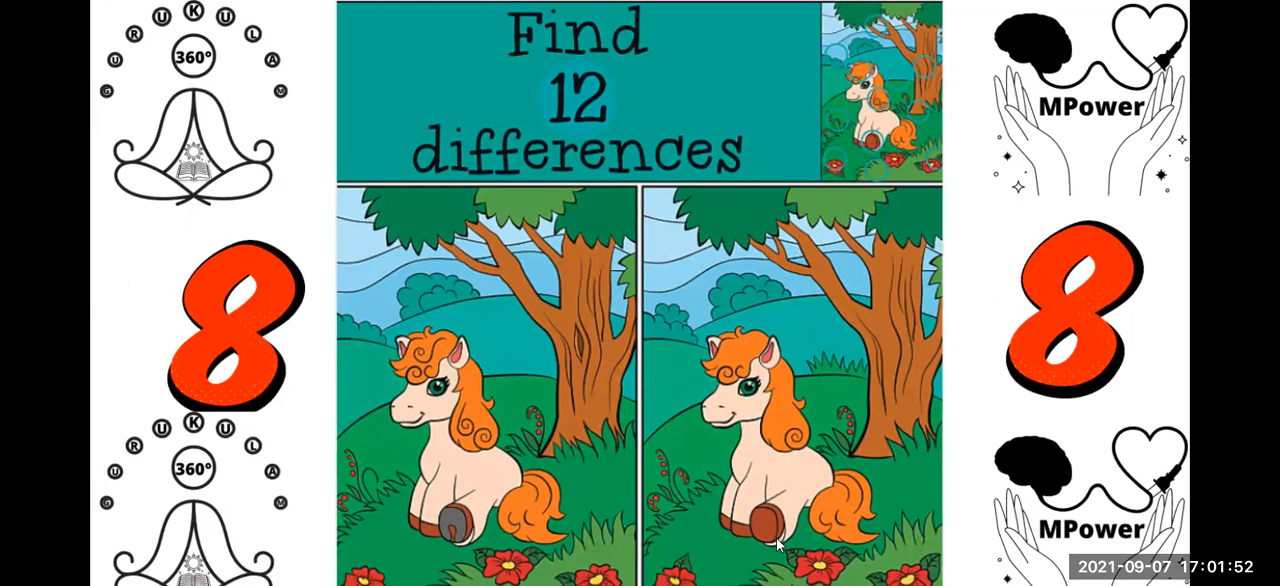 GURUKULAM
360°
Find
12
differences
MPower
8
8
GURUKULAM
360°
MPower
2021-09-07 17:01:52